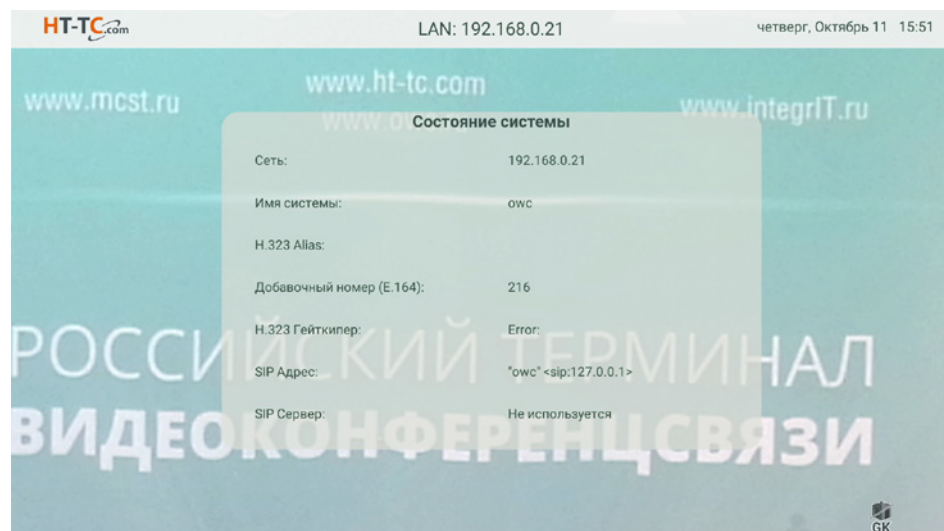 HT-TC.com LAN: 192.168.0.21 четверг, Октябрь 11 15:51
www.ht-tc.com
www.mcst.ru www.integrIT.ru
Состояние системы
Сеть: 192.168.0.21
Имя системы: owc
H.323 Alias:
Добавочный номер (E.164): 216
H.323 Гейткипер: Error:
РОССИЙСКИЙ ТЕРМИНАЛ
SIP Адрес: "owc" <sip:127.0.0.1>
SIP Сервер: Не используется
ВИДЕОКОНФЕРЕНЦСВЯЗИ
GK